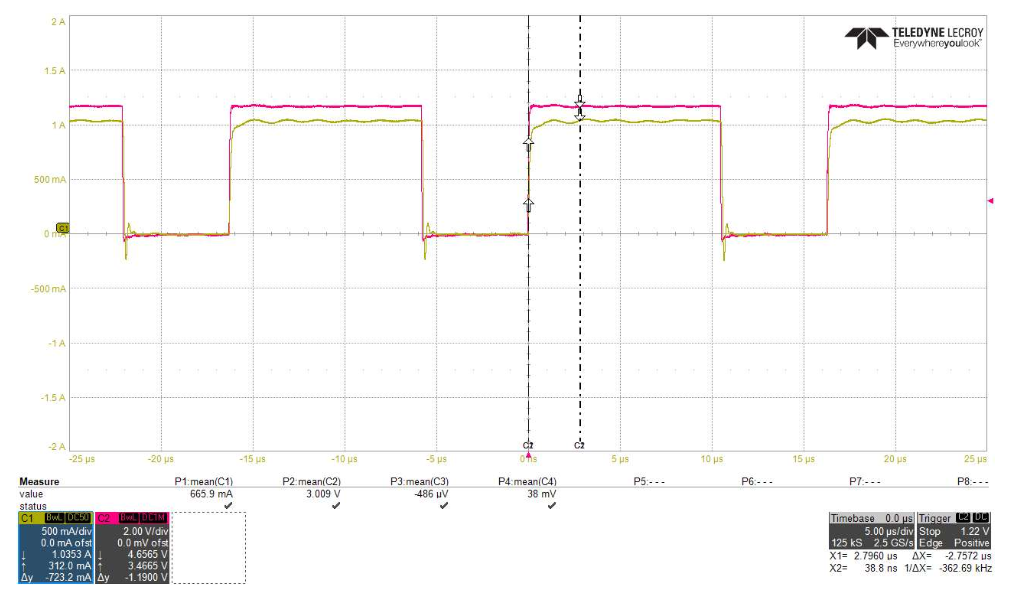 2 A
TELEDYNE LECROY
Everywhereyoulook™
1.5 A
1 A
500 mA
C1
0 mA
-500 mA
-1 A
-1.5 A
-2 A
C2 C2
-25 µs -20 µs -15 µs -10 µs -5 µs 0 ns 5 µs 10 µs 15 µs 20 µs 25 µs
Measure P1:mean(C1) P2:mean(C2) P3:mean(C3) P4:mean(C4) P5:--- P6:--- P7:--- P8:---
value 665.9 mA 3.009 V -486 µV 38 mV
status
C1 BwL DC50 C2 BwL DC1M Timebase 0.0 µs Trigger C2 DC
500 mA/div 2.00 V/div 5.00 µs/div Stop 1.22 V
0.0 mA ofst 0.0 mV ofst 125 kS 2.5 GS/s Edge Positive
↓ 1.0353 A ↓ 4.6565 V X1= 2.7960 µs ΔX= -2.7572 µs
↑ 312.0 mA ↑ 3.4665 V X2= 38.8 ns 1/ΔX= -362.69 kHz
Δy -723.2 mA Δy -1.1900 V